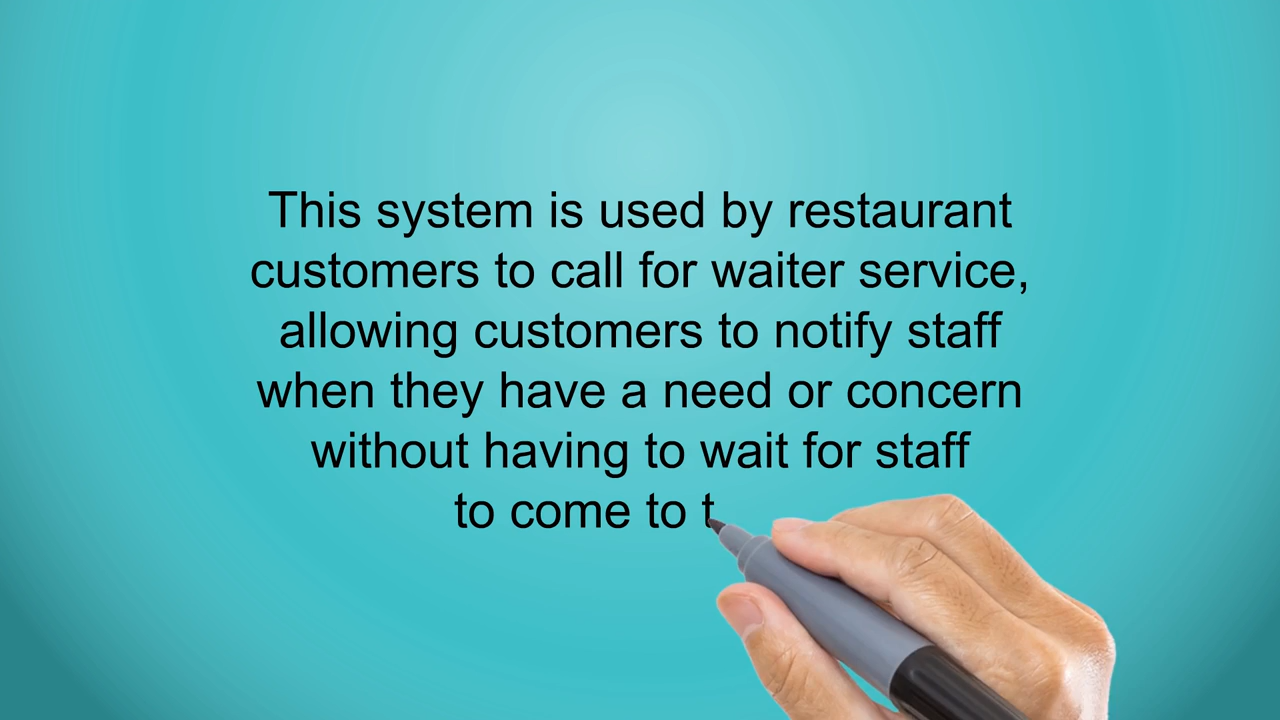 This system is used by restaurant
customers to call for waiter service,
allowing customers to notify staff
when they have a need or concern
without having to wait for staff
to come to t